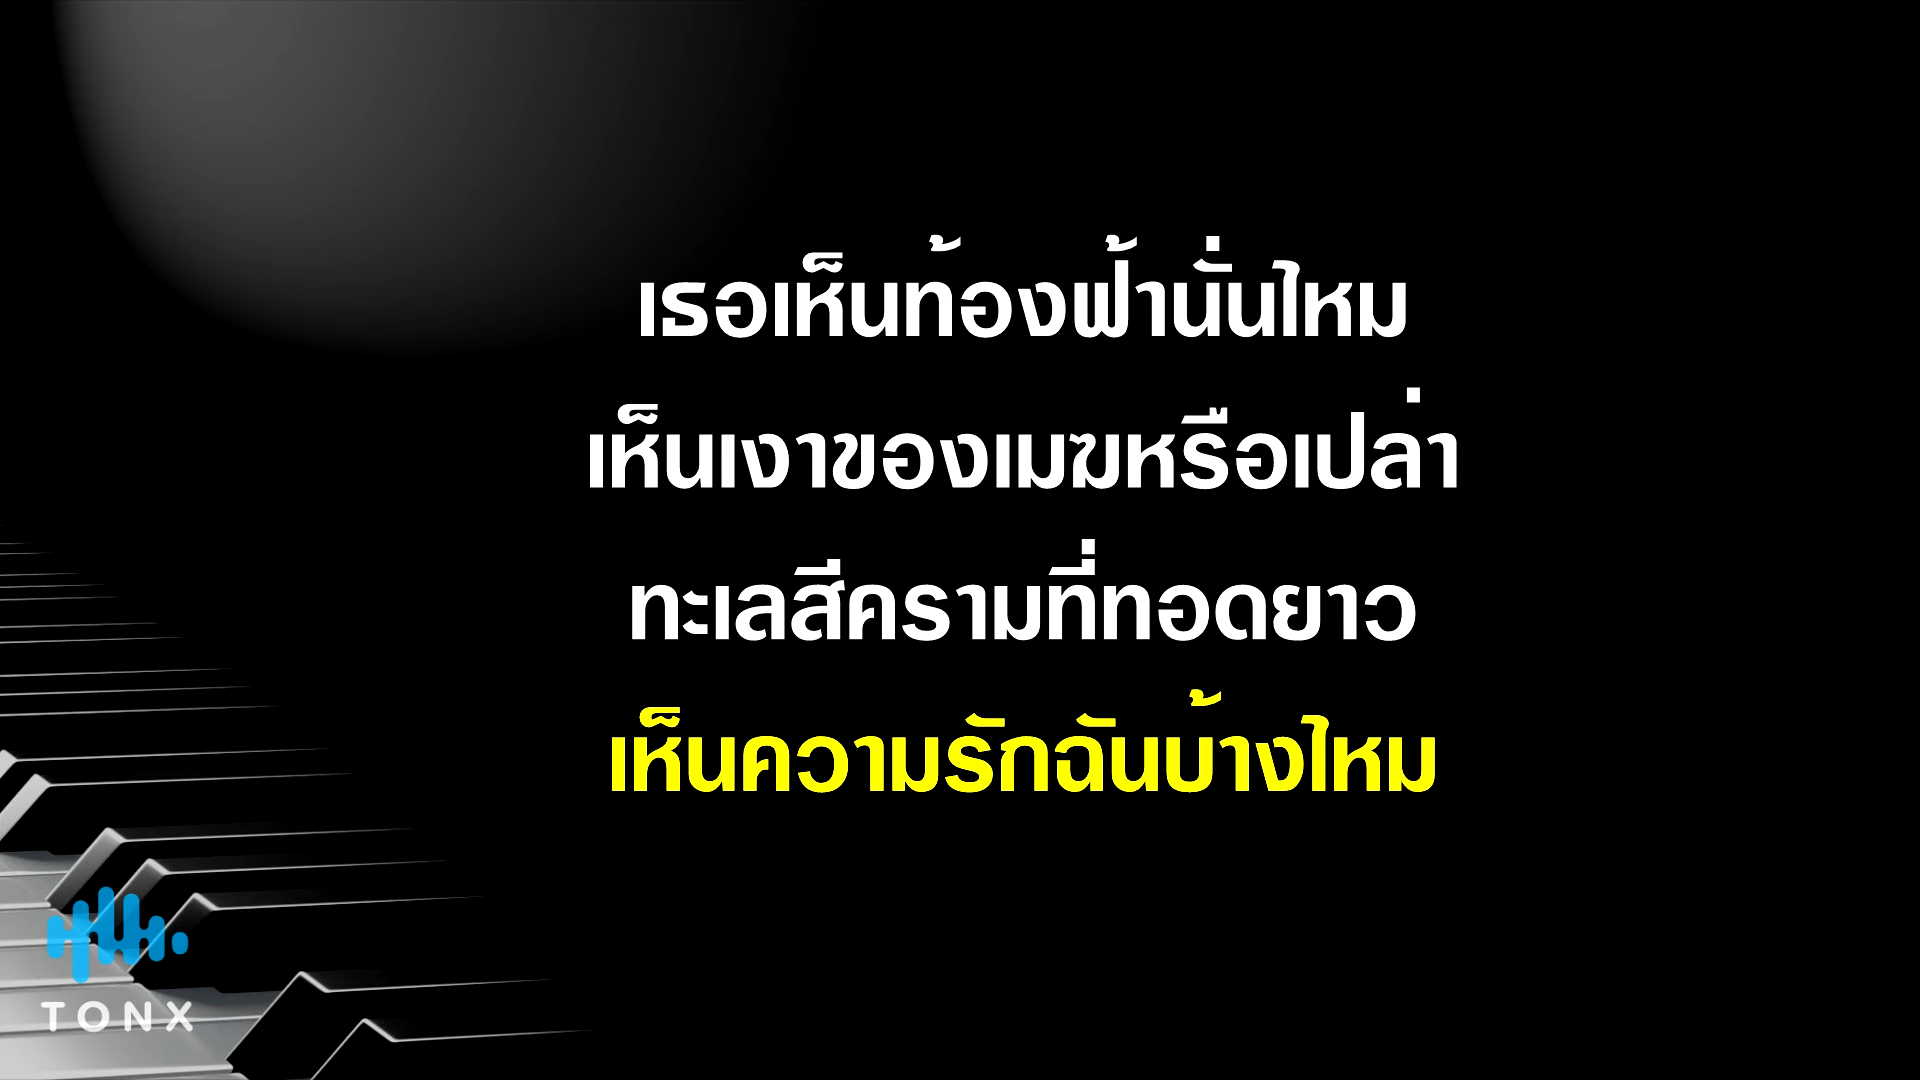 เธอเห็นท้องฟ้านั่นไหม
เห็นเงาของเมฆหรือเปล่า
ทะเลสีครามที่ทอดยาว
เห็นความรักฉันบ้างไหม
TONX